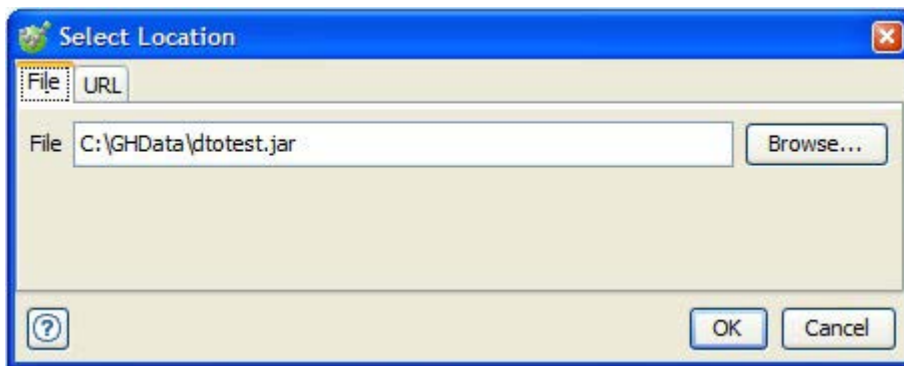 Select Location
File URL
File C:\GHData\dtotest.jar Browse...
?
OK Cancel